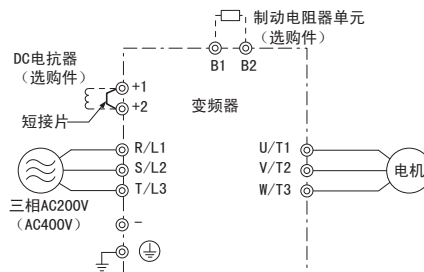 制动电阻器单元
（选购件）
B1 B2
DC电抗器
（选购件）
+1
+2
短接片
变频器
R/L1
S/L2
T/L3
U/T1
V/T2
W/T3
电机
三相AC200V
（AC400V）
−